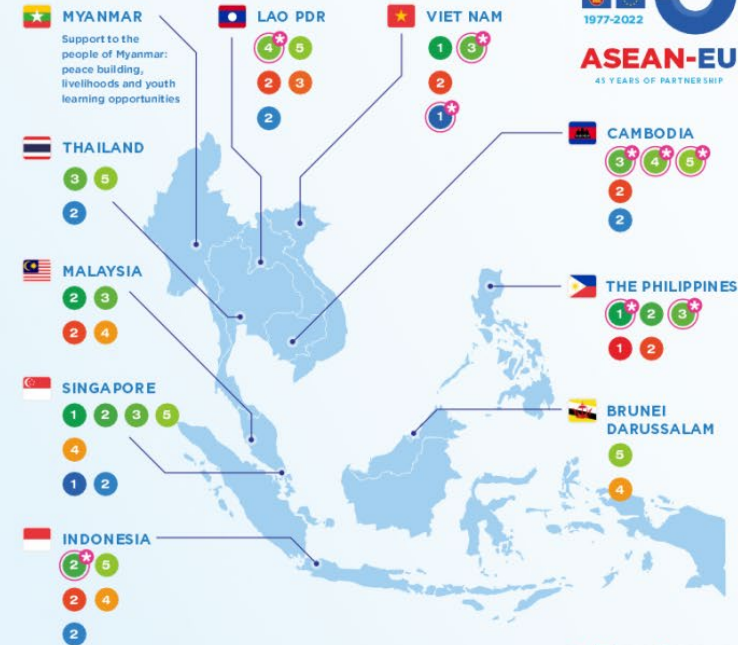 MYANMAR
Support to the
people of Myanmar:
peace building,
livelihoods and youth
learning opportunities
LAO PDR
4* 5
2 3
2
VIET NAM
1 3*
2
1*
1977-2022
ASEAN-EU
45 YEARS OF PARTNERSHIP
THAILAND
3 5
2
CAMBODIA
3* 4* 5*
2
2
MALAYSIA
2 3
2 4
THE PHILIPPINES
1* 2 3*
1 2
SINGAPORE
1 2 3 5
4
1 2
BRUNEI
DARUSSALAM
5
4
INDONESIA
2* 5
2 4
2